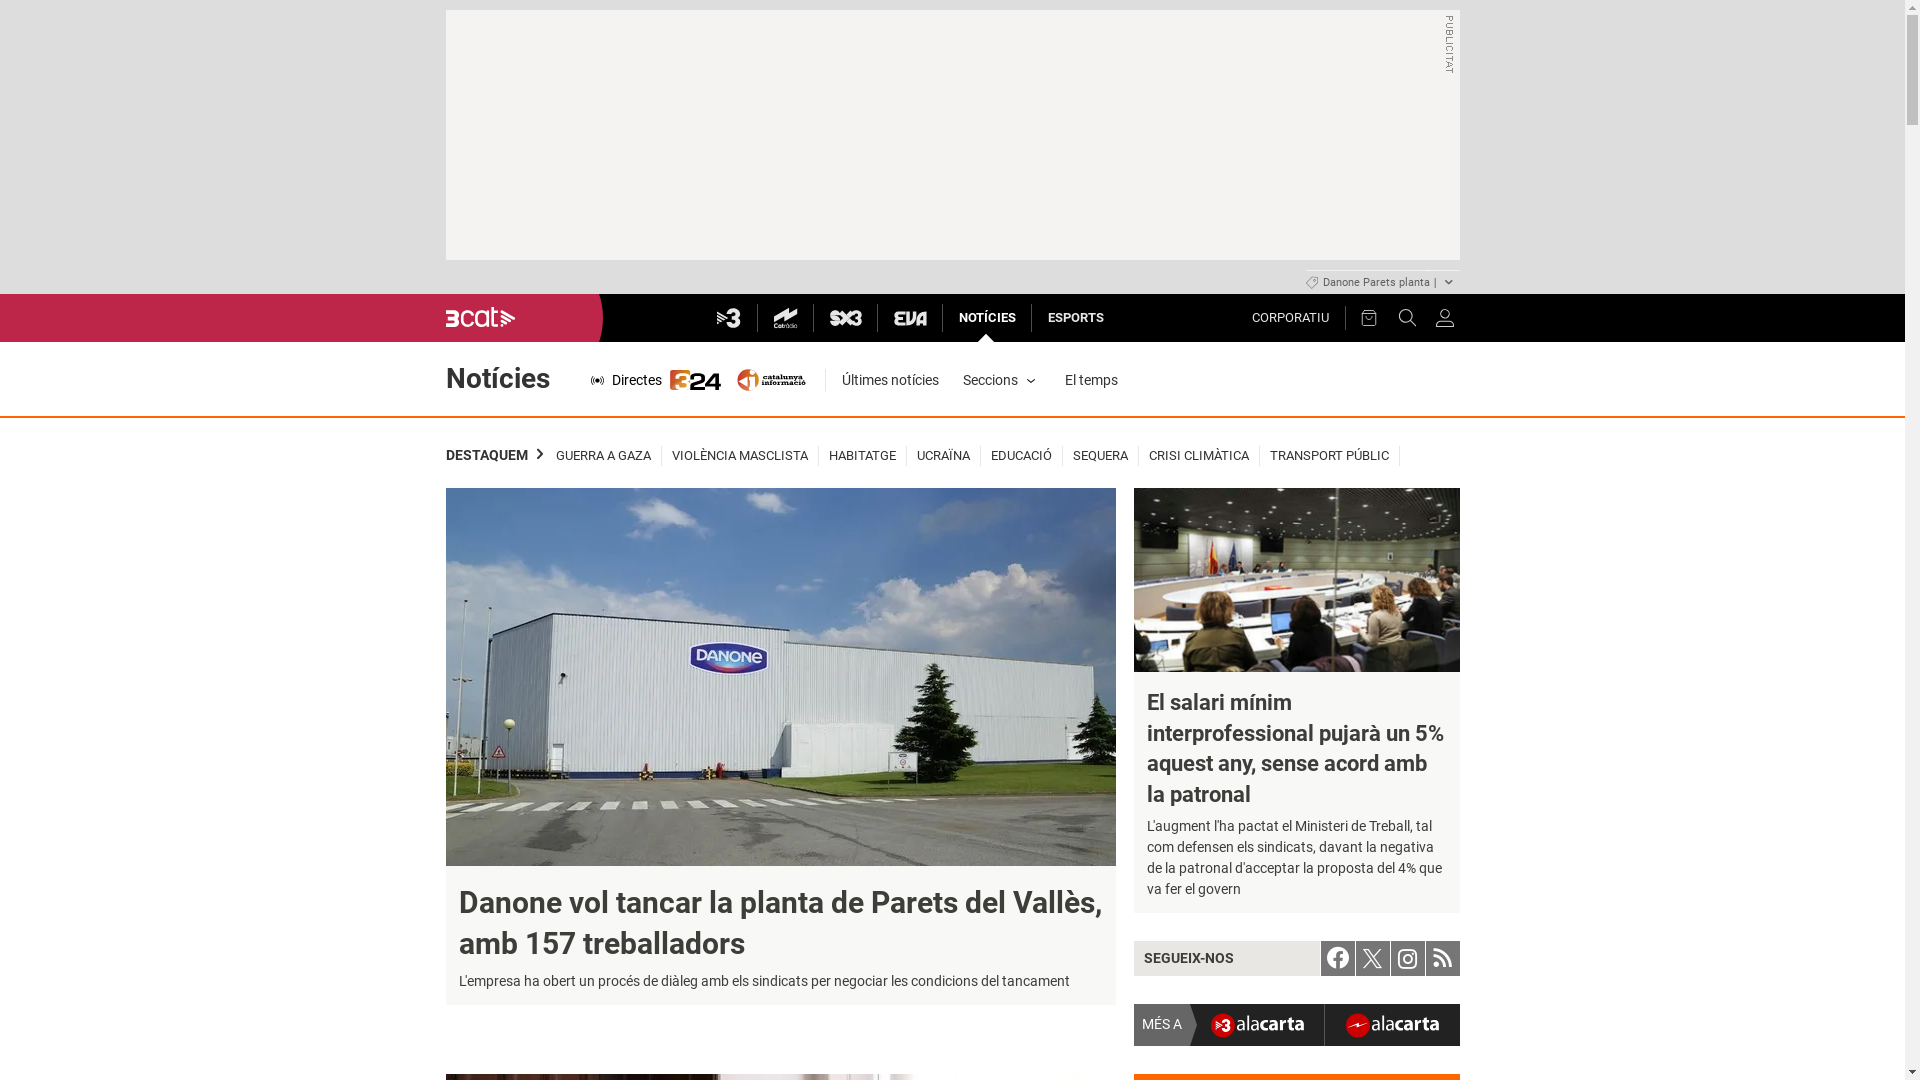 PUBLICITAT
Danone Parets planta |
3cat
3
Catràdio
SX3
EVA
NOTÍCIES
ESPORTS
CORPORATIU
Notícies
Directes
324
catalunya
informació
Últimes notícies
Seccions
El temps
DESTAQUEM
GUERRA A GAZA
VIOLÈNCIA MASCLISTA
HABITATGE
UCRAÏNA
EDUCACIÓ
SEQUERA
CRISI CLIMÀTICA
TRANSPORT PÚBLIC
DANONE
Danone vol tancar la planta de Parets del Vallès,
amb 157 treballadors
L'empresa ha obert un procés de diàleg amb els sindicats per negociar les condicions del tancament
El salari mínim
interprofessional pujarà un 5%
aquest any, sense acord amb
la patronal
L'augment l'ha pactat el Ministeri de Treball, tal
com defensen els sindicats, davant la negativa
de la patronal d'acceptar la proposta del 4% que
va fer el govern
SEGUEIX-NOS
MÉS A
3 alacarta
alacarta